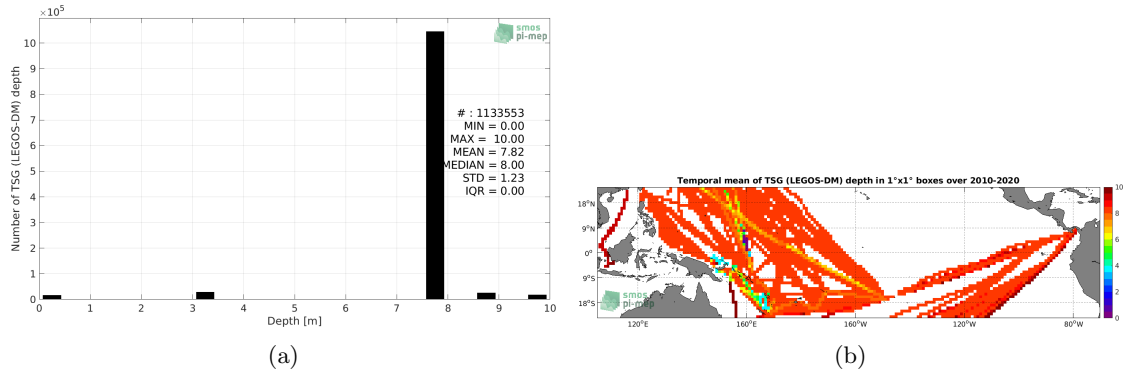 ×10⁵
10
9
8
7
6
5
4
3
2
1
0
Number of TSG (LEGOS-DM) depth
smos
pi-mep
# : 1133553
MIN = 0.00
MAX = 10.00
MEAN = 7.82
MEDIAN = 8.00
STD = 1.23
IQR = 0.00
0 1 2 3 4 5 6 7 8 9 10
Depth [m]
(a)
Temporal mean of TSG (LEGOS-DM) depth in 1°x1° boxes over 2010-2020
18°N
9°N
0°
9°S
18°S
smos
pi-mep
120°E 160°E 160°W 120°W 80°W
10
8
6
4
2
0
(b)